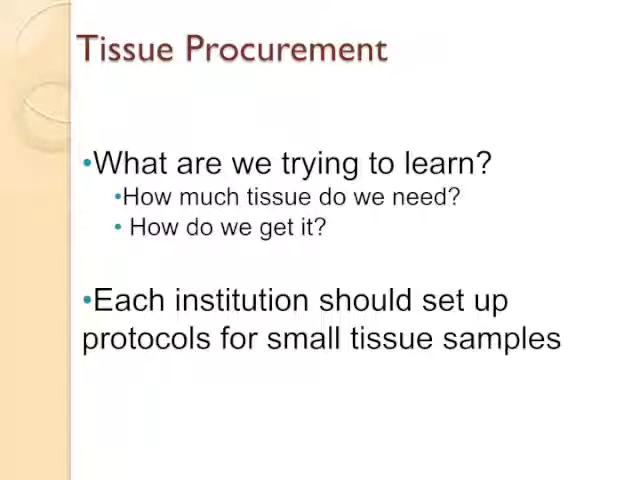 Tissue Procurement
•What are we trying to learn?
•How much tissue do we need?
• How do we get it?
•Each institution should set up
protocols for small tissue samples